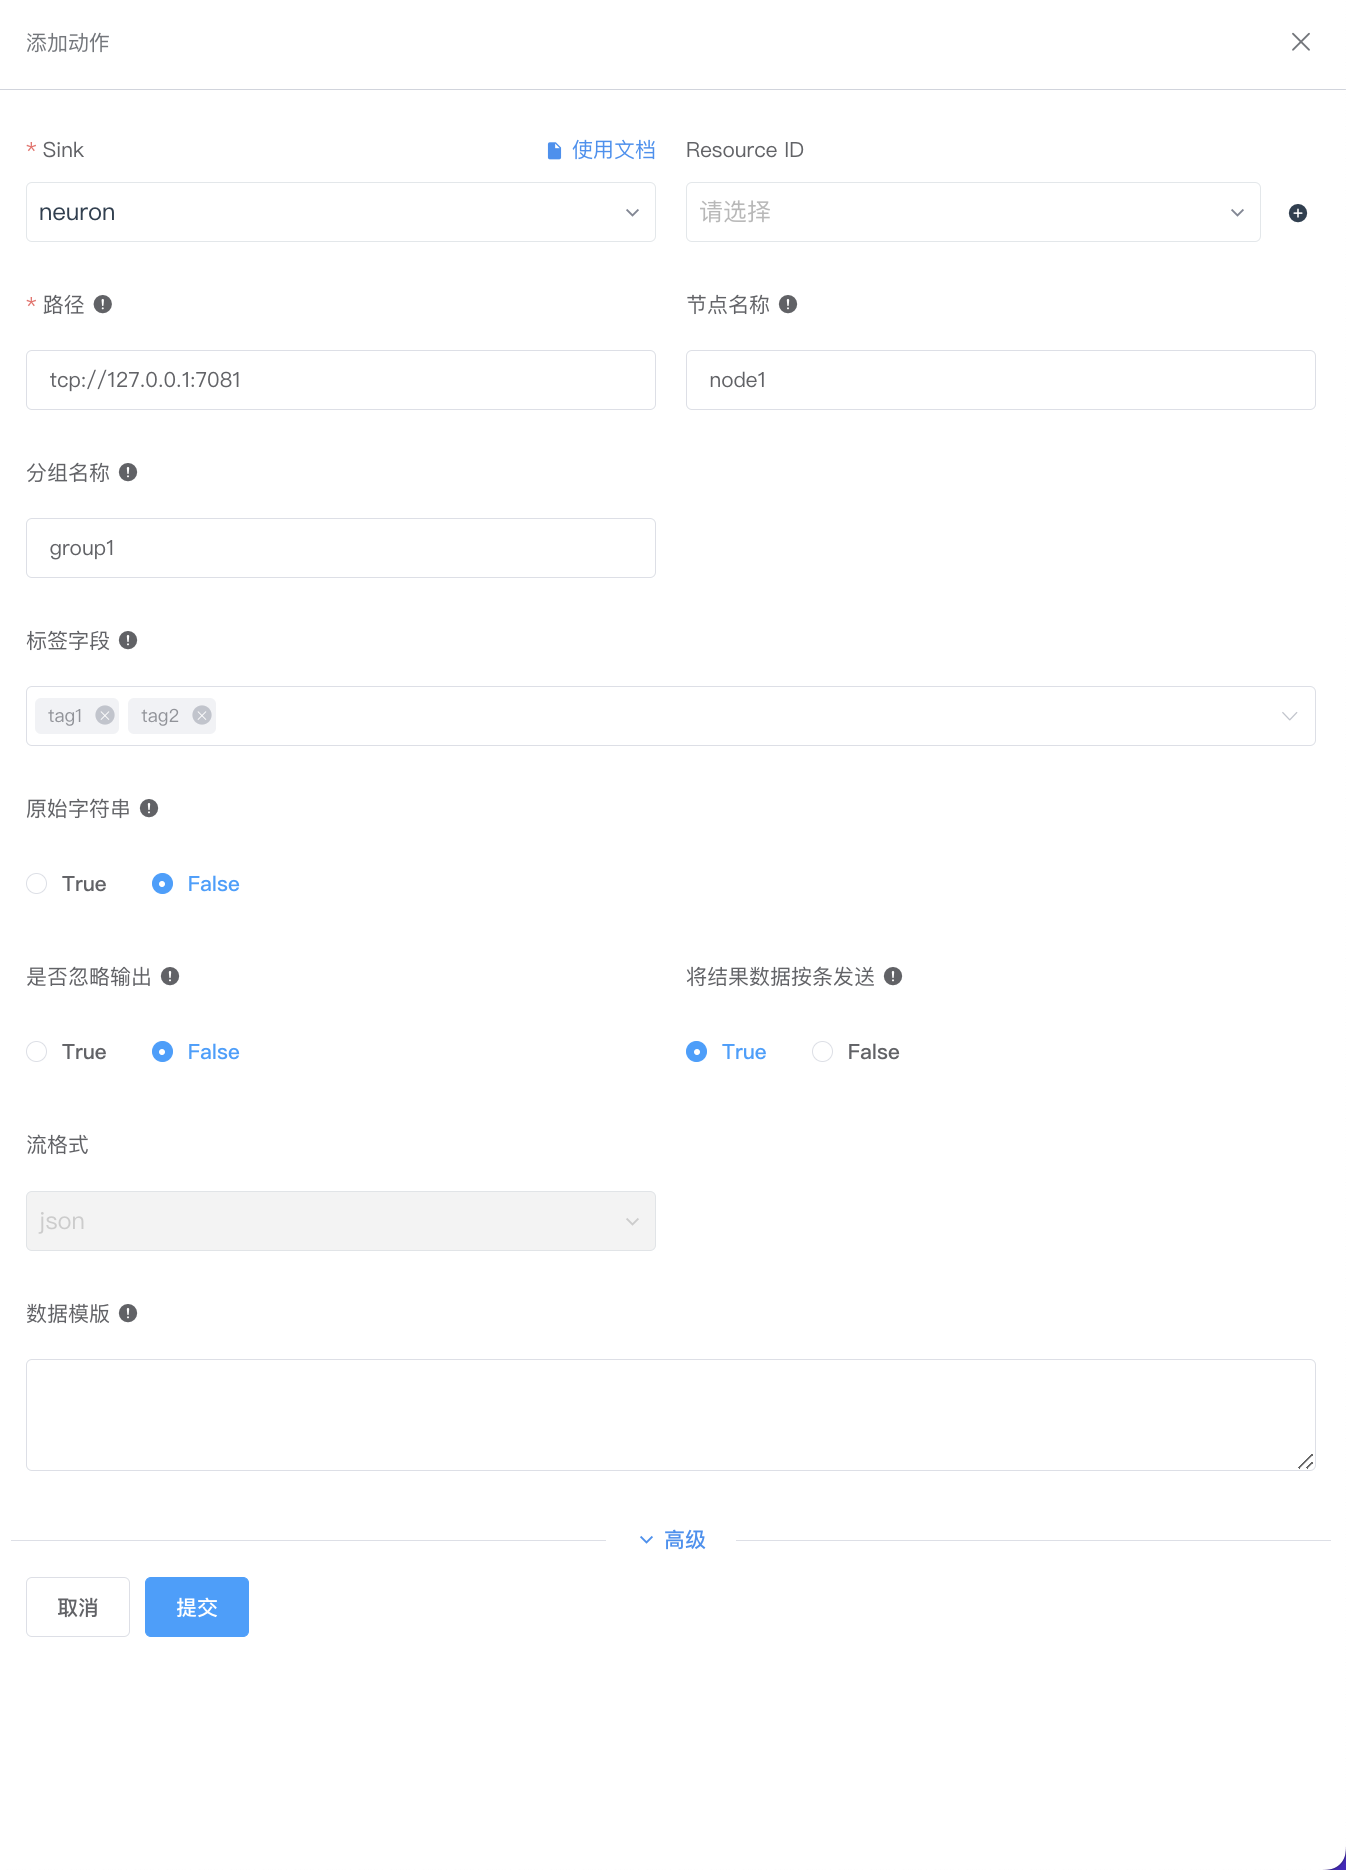 添加动作
* Sink
使用文档
Resource ID
neuron
请选择
* 路径
节点名称
tcp://127.0.0.1:7081
node1
分组名称
group1
标签字段
tag1
tag2
原始字符串
True
False
是否忽略输出
将结果数据按条发送
True
False
True
False
流格式
json
数据模版
高级
取消
提交